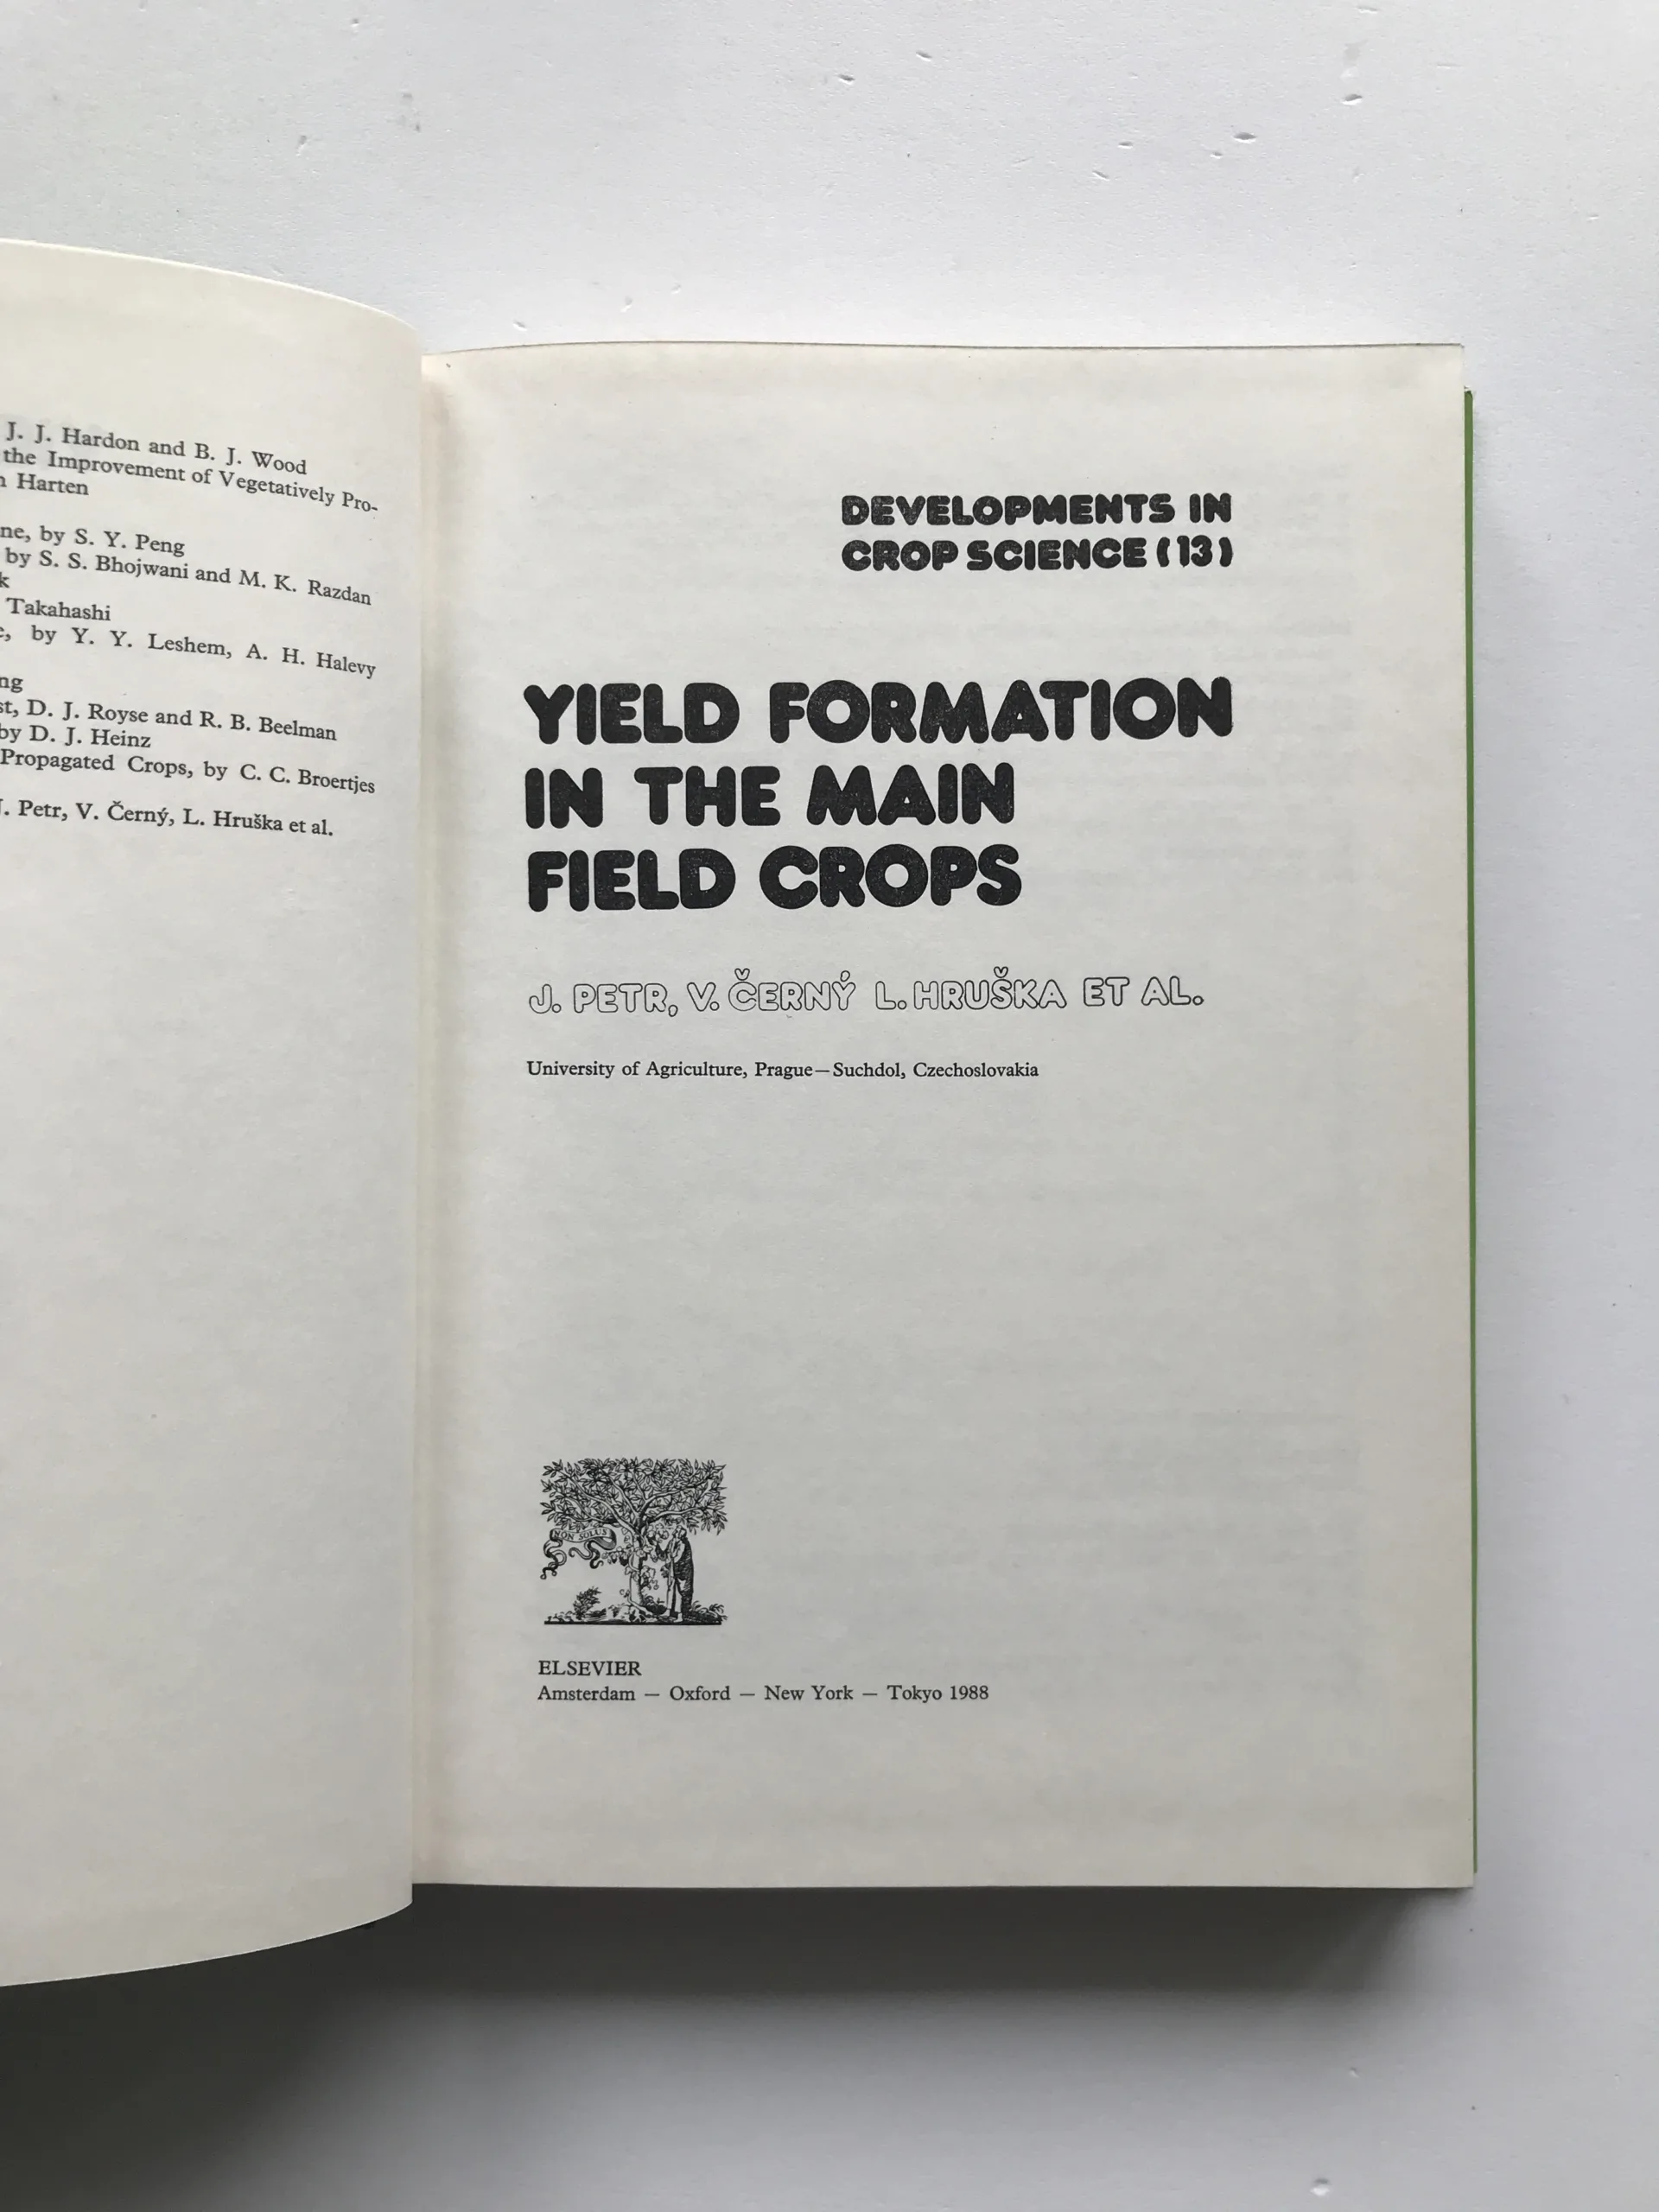 J. J. Hardon and B. J. Wood
the Improvement of Vegetatively Pro-
Harten
by S. Y. Peng
by S. S. Bhojwani and M. K. Razdan
Takahashi
by Y. Y. Leshem, A. H. Halevy
D. J. Royse and R. B. Beelman
by D. J. Heinz
Propagated Crops, by C. C. Broertjes
J. Petr, V. Černý, L. Hruška et al.
DEVELOPMENTS IN
CROP SCIENCE (13)
YIELD FORMATION
IN THE MAIN
FIELD CROPS
J. PETR, V. ČERNÝ L. HRUŠKA ET AL.
University of Agriculture, Prague—Suchdol, Czechoslovakia
NON SOLUS
ELSEVIER
Amsterdam — Oxford — New York — Tokyo 1988